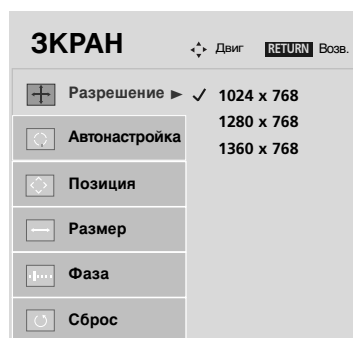 ЗКРАН Двиг RETURN Возв.
Разрешение ► ✓ 1024 x 768
1280 x 768
Автонастройка
1360 x 768
Позиция
Размер
Фаза
Сброс